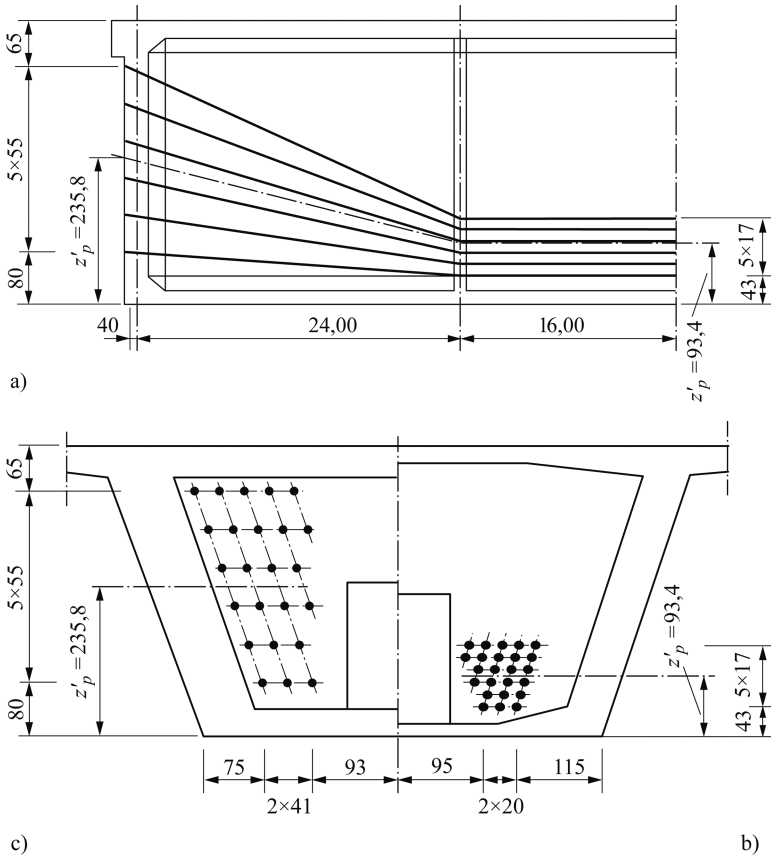 65
5×55
80
z'p = 235,8
40
24,00
16,00
5×17
43
z'p = 93,4
a)
65
5×55
80
z'p = 235,8
z'p = 93,4
5×17
43
75
93
95
115
2×41
2×20
c)
b)